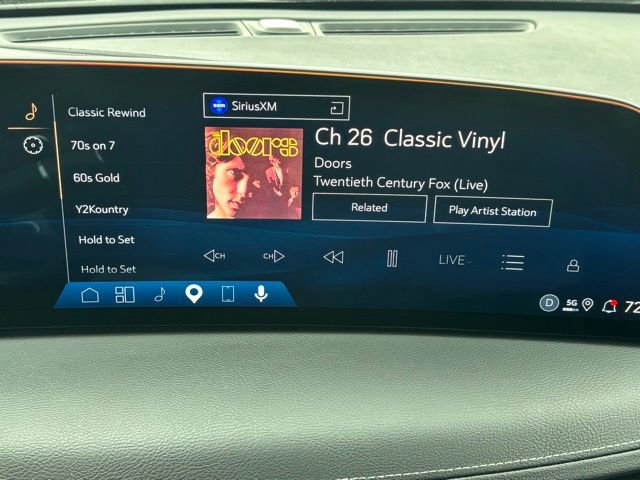 Classic Rewind
70s on 7
60s Gold
Y2Kountry
Hold to Set
Hold to Set
sxm SiriusXM
the doors
Ch 26 Classic Vinyl
Doors
Twentieth Century Fox (Live)
Related
Play Artist Station
CH
CH
LIVE
D
5G
72